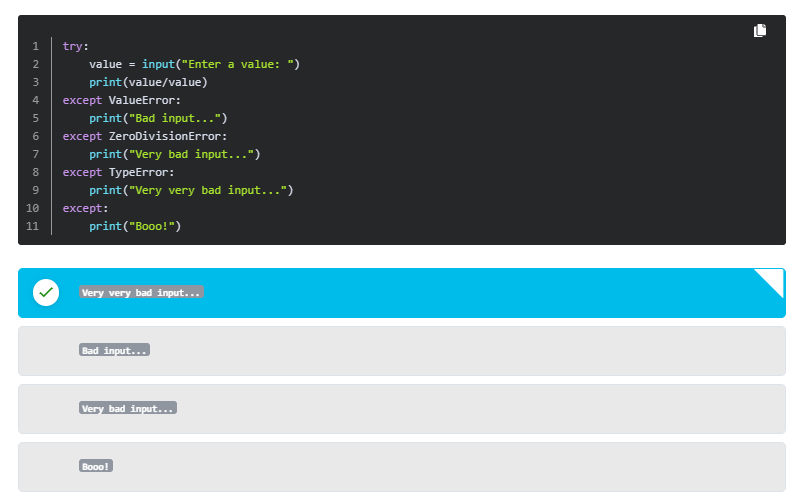 1 try:
2     value = input("Enter a value: ")
3     print(value/value)
4 except ValueError:
5     print("Bad input...")
6 except ZeroDivisionError:
7     print("Very bad input...")
8 except TypeError:
9     print("Very very bad input...")
10 except:
11     print("Booo!")
Very very bad input...
Bad input...
Very bad input...
Booo!